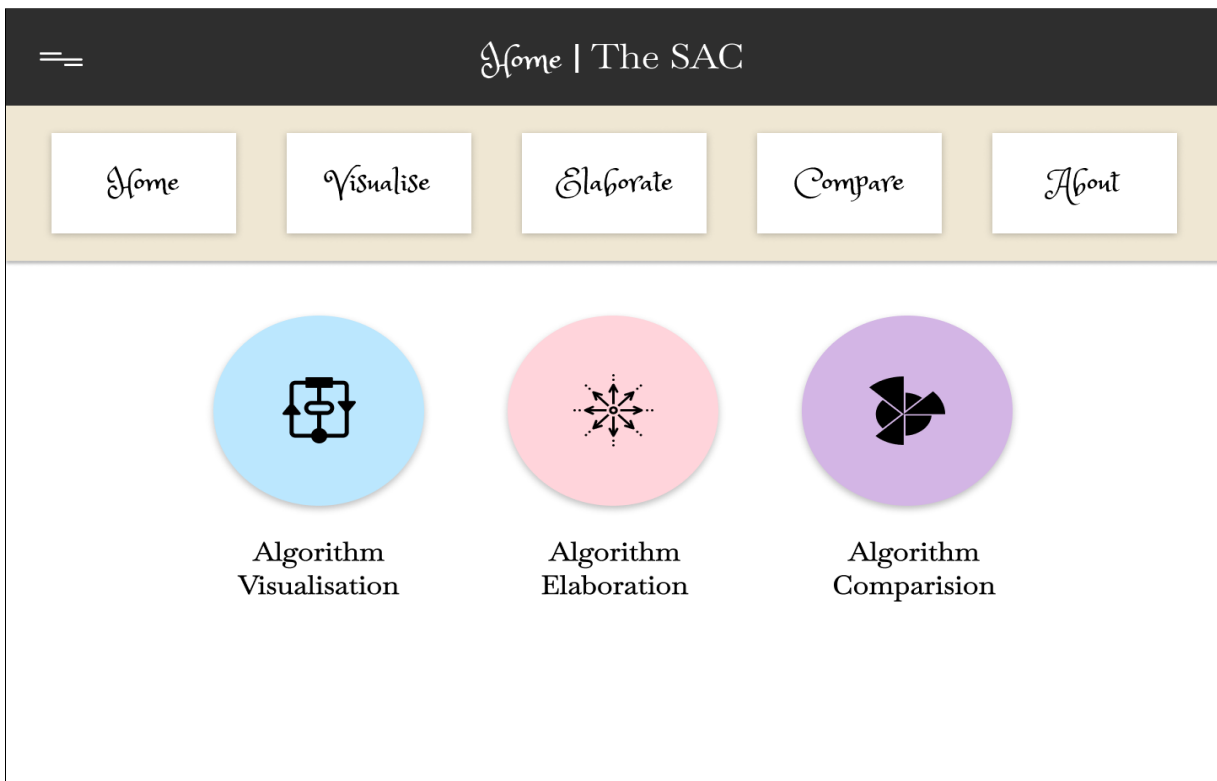 Home | The SAC
Home
Visualise
Elaborate
Compare
About
Algorithm
Visualisation
Algorithm
Elaboration
Algorithm
Comparision